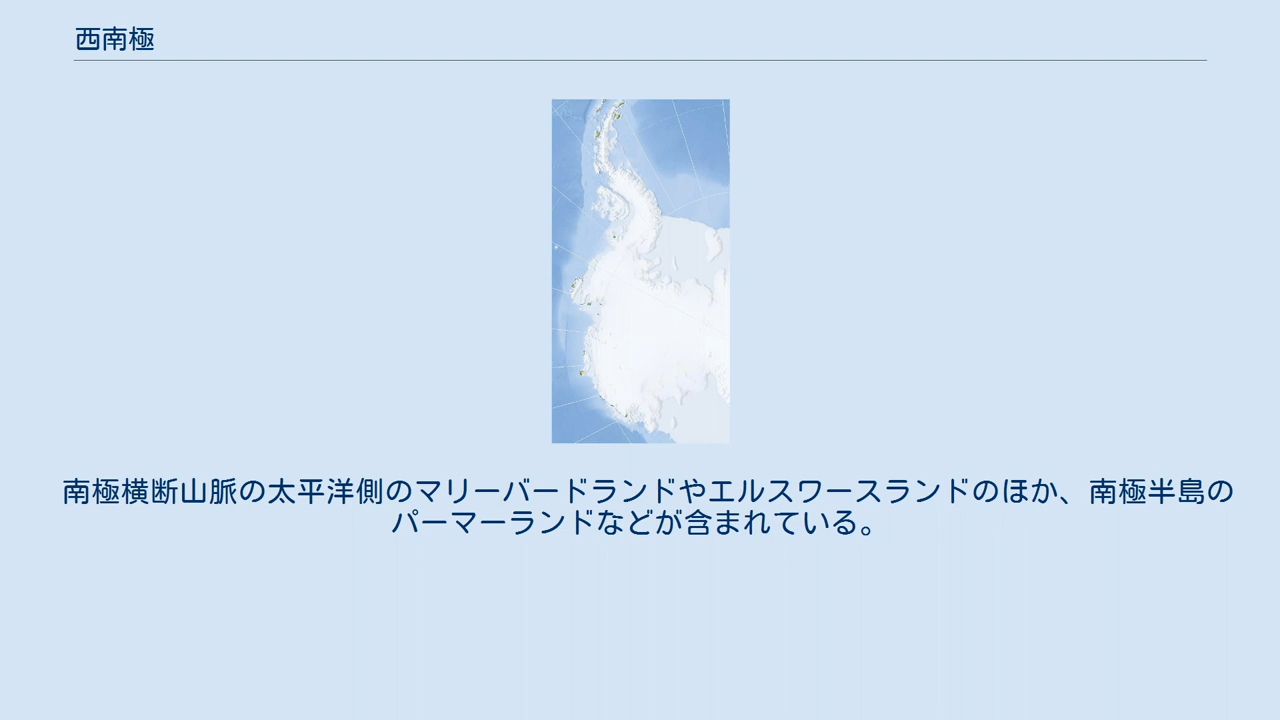 西南極
南極横断山脈の太平洋側のマリーバードランドやエルスワースランドのほか、南極半島の
パーマーランドなどが含まれている。